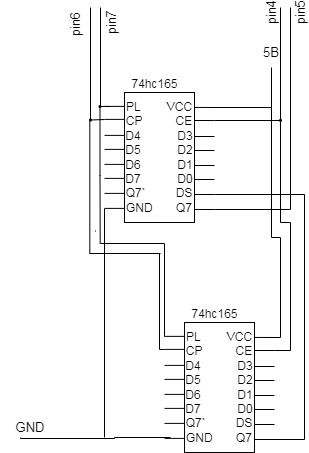 pin6
pin7
pin4
pin5
5В
74hc165
PL VCC
CP CE
D4 D3
D5 D2
D6 D1
D7 D0
Q7` DS
GND Q7
74hc165
PL VCC
CP CE
D4 D3
D5 D2
D6 D1
D7 D0
Q7` DS
GND Q7
GND